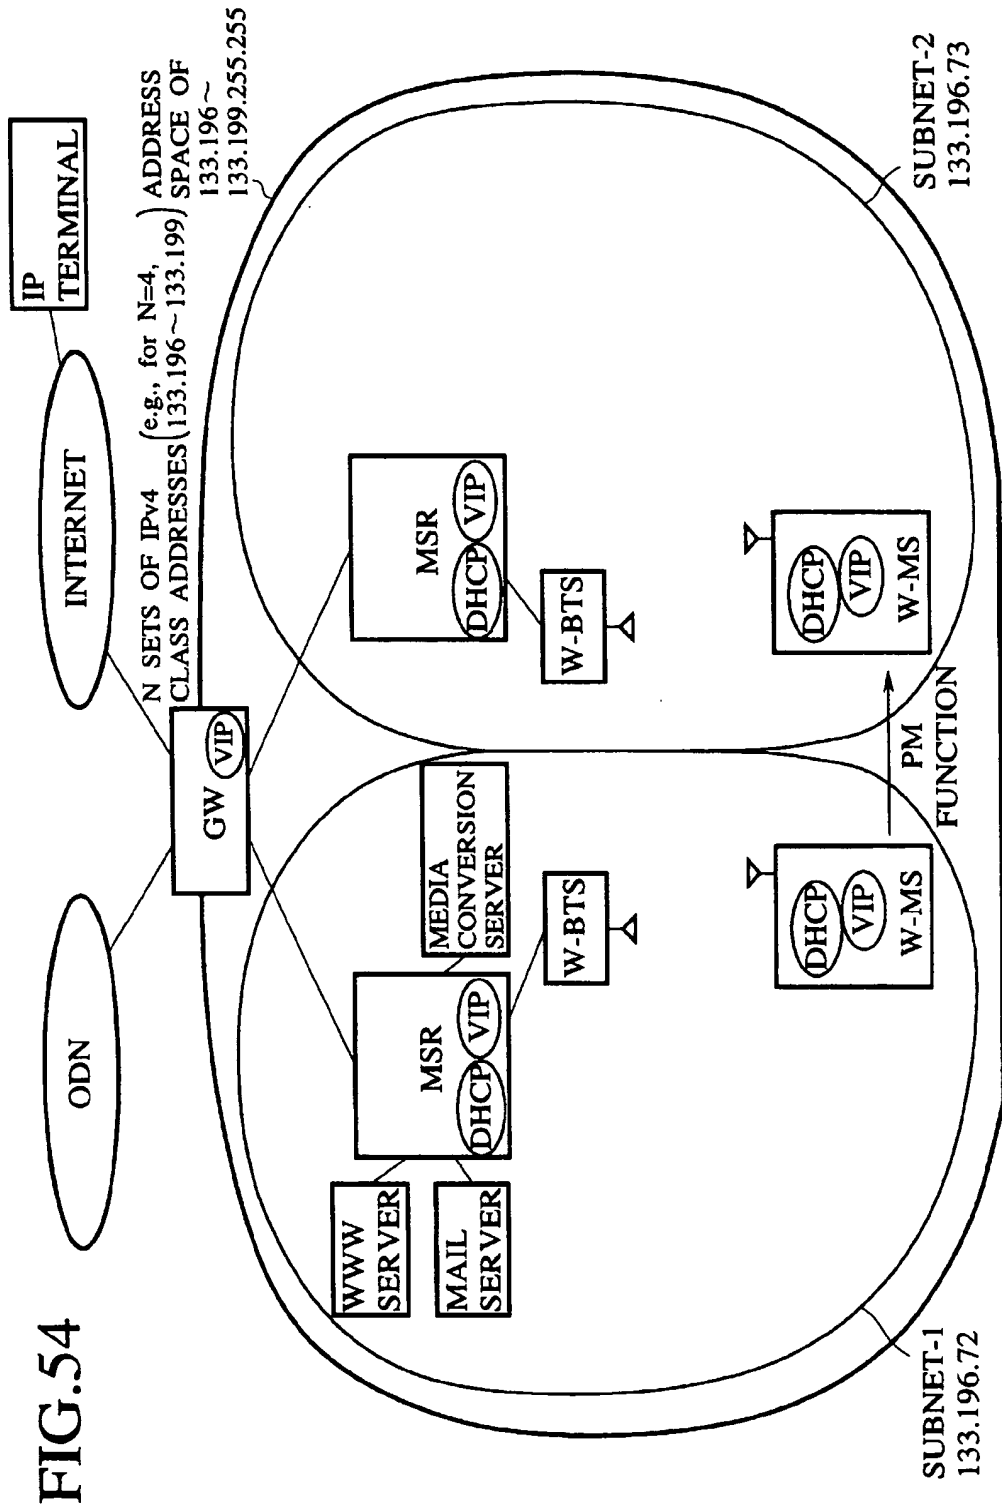 FIG.54
ODN
INTERNET
IP
TERMINAL
GW
VIP
N SETS OF IPv4
CLASS ADDRESSES
(e.g., for N=4,
133.196~133.199)
ADDRESS
SPACE OF
133.196~
133.199.255.255
WWW
SERVER
MAIL
SERVER
MSR
DHCP
VIP
MEDIA
CONVERSION
SERVER
W-BTS
MSR
DHCP
VIP
W-BTS
DHCP
VIP
W-MS
PM
FUNCTION
DHCP
VIP
W-MS
SUBNET-1
133.196.72
SUBNET-2
133.196.73